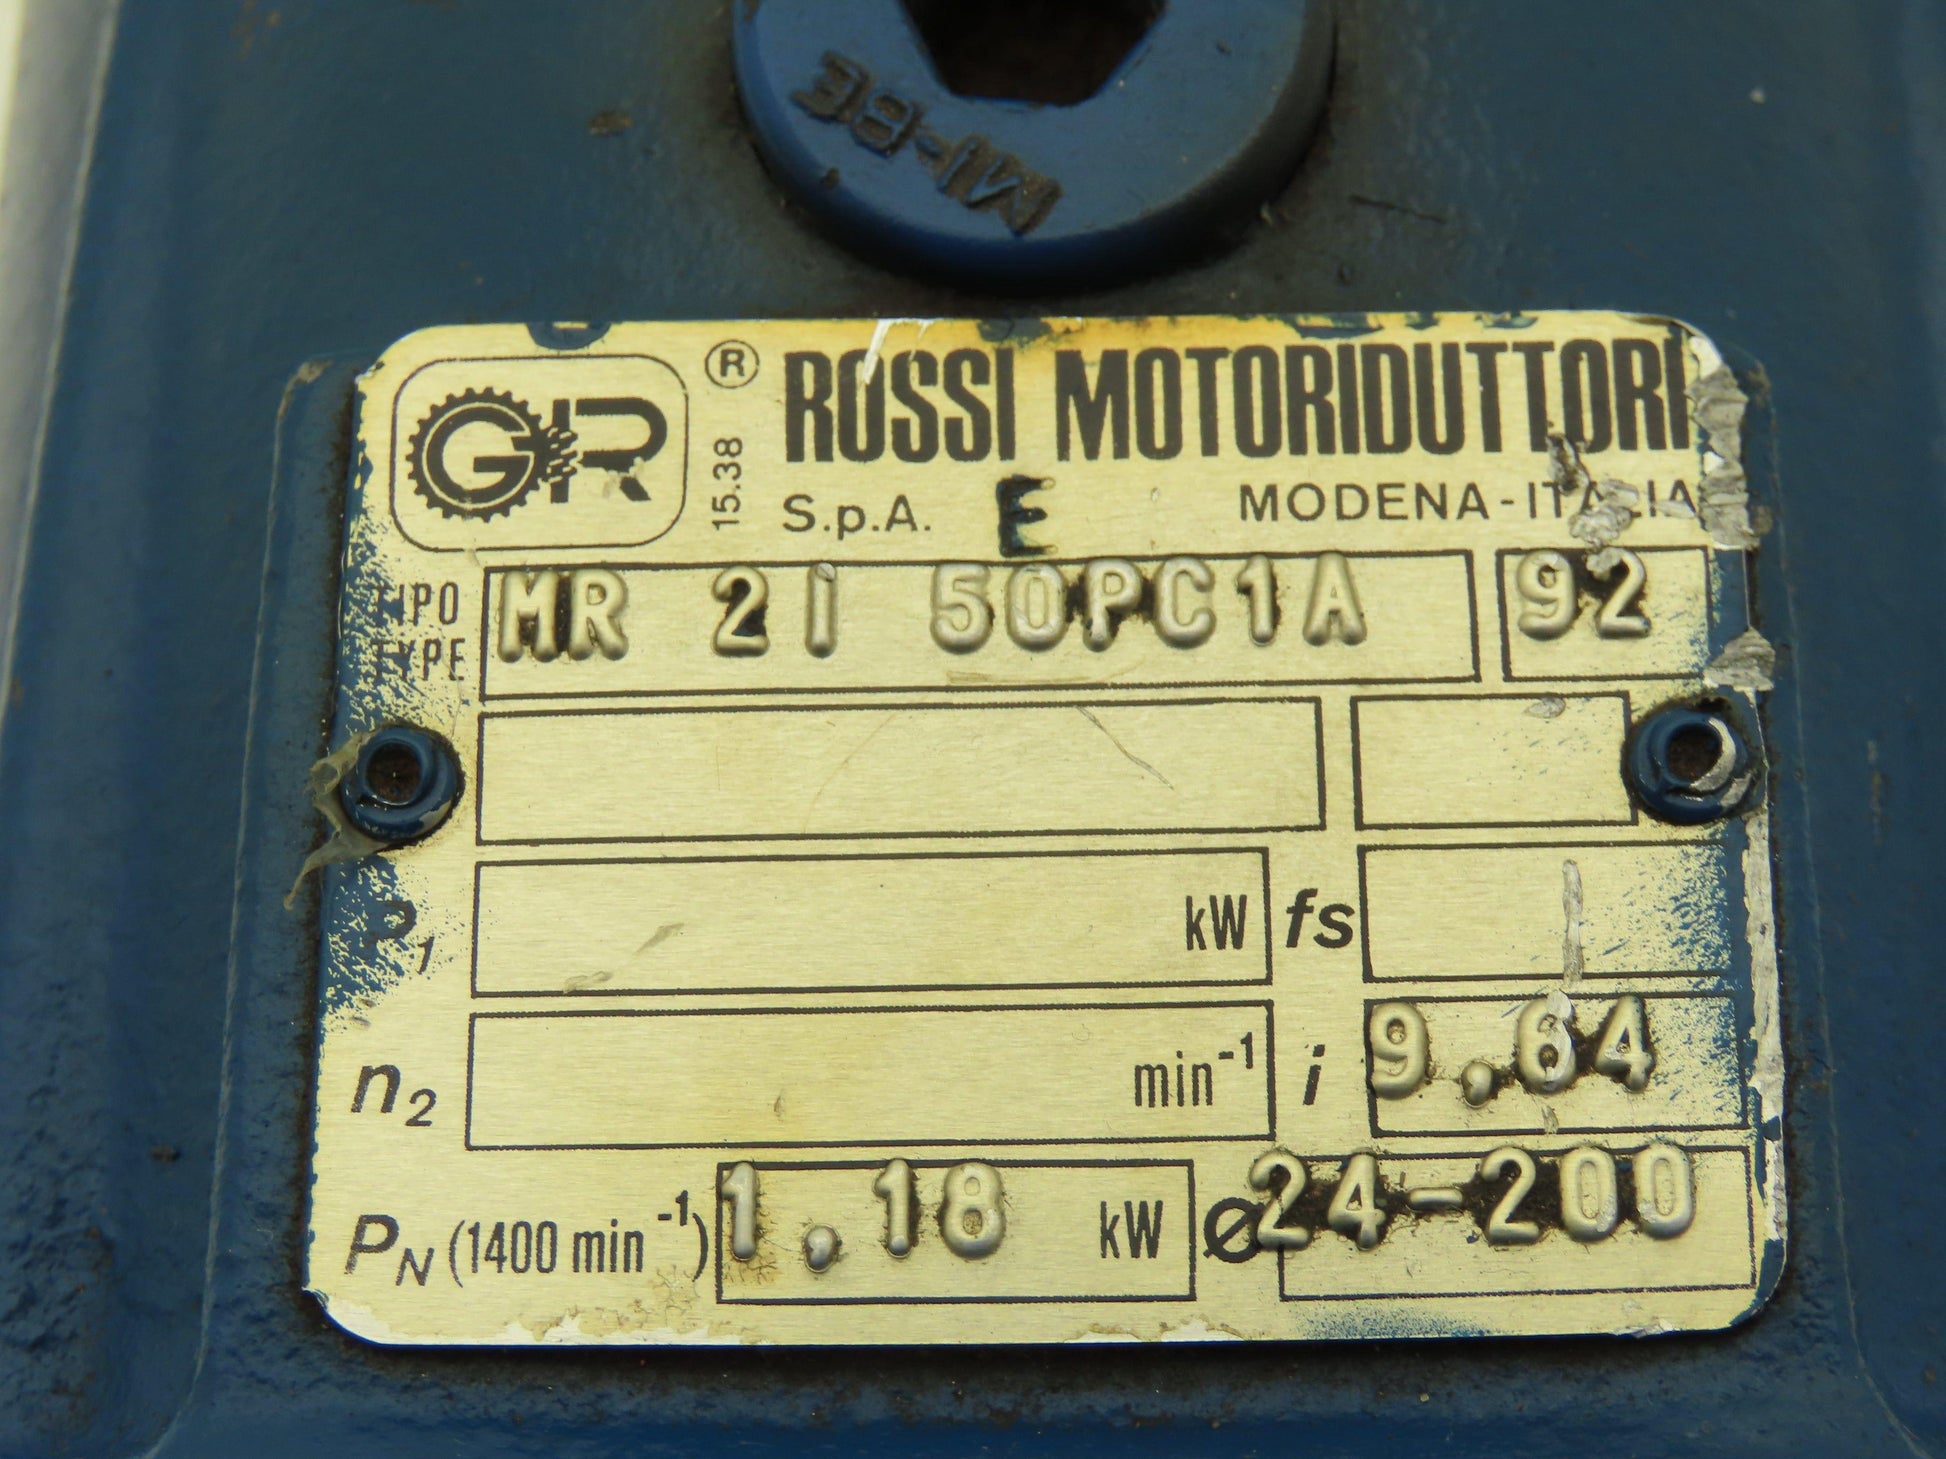 MI-BE
GR ® ROSSI MOTORIDUTTORI
15.38 S.p.A. E MODENA-ITALIA
TIPO
TYPE MR 2I 50PC1A 92
P1 kW fs
n2 min-1 i 9,64
PN (1400 min-1) 1,18 kW Ø 24-200